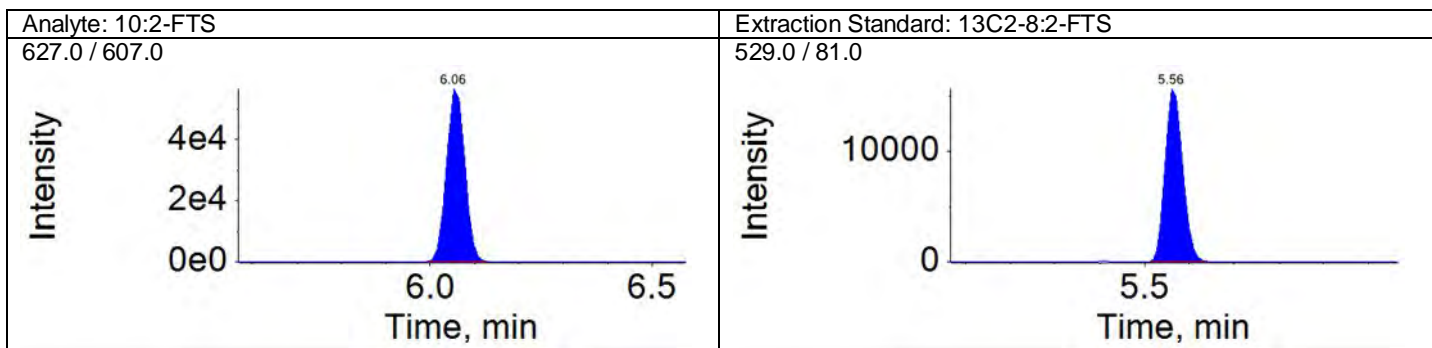 Analyte: 10:2-FTS
627.0 / 607.0
6.06
Intensity
4e4
2e4
0e0
6.0 6.5
Time, min
Extraction Standard: 13C2-8:2-FTS
529.0 / 81.0
5.56
Intensity
10000
0
5.5
Time, min